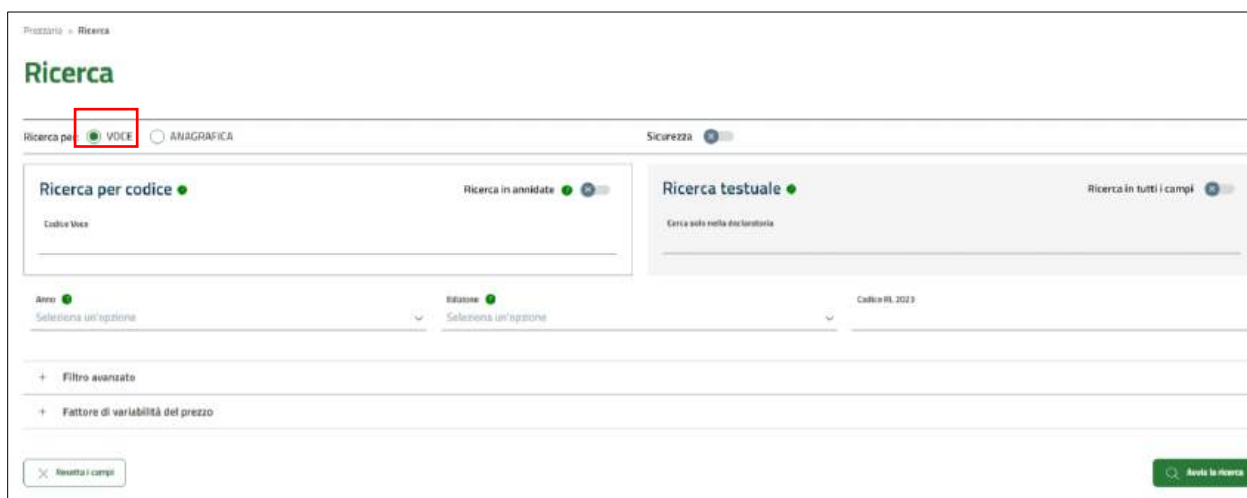 Prezzario » Ricerca
Ricerca
Ricerca per VOCE ANAGRAFICA Sicurezza
Ricerca per codice Ricerca in annidate Ricerca testuale Ricerca in tutti i campi
Codice Voce Cerca solo nella declaratoria
Anno Edizione Codice RL 2023
Seleziona un'opzione Seleziona un'opzione
+ Filtro avanzato
+ Fattore di variabilità del prezzo
Resetta i campi Avvia la ricerca